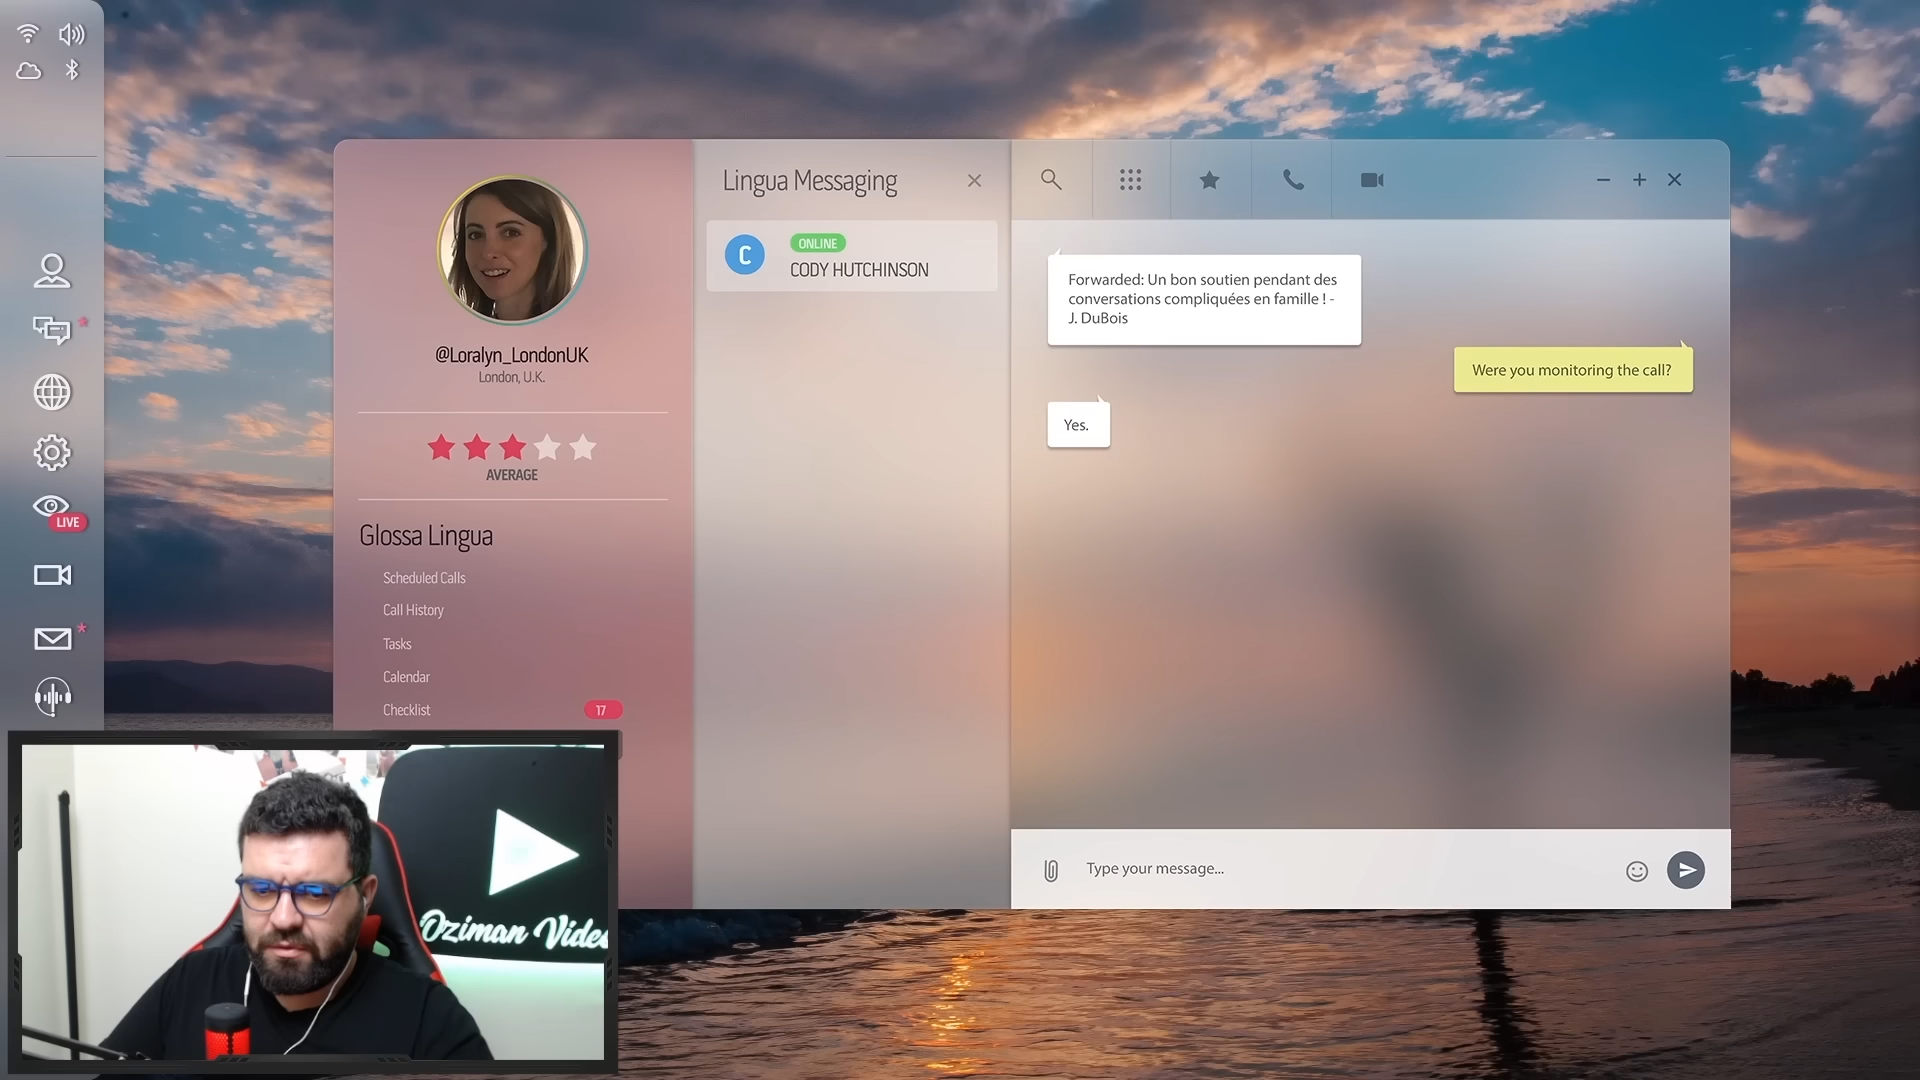 @Loralyn_LondonUK
London, U.K.
AVERAGE
Glossa Lingua
Scheduled Calls
Call History
Tasks
Calendar
Checklist
17
LIVE
Lingua Messaging
C
ONLINE
CODY HUTCHINSON
Forwarded: Un bon soutien pendant des
conversations compliquées en famille ! -
J. DuBois
Were you monitoring the call?
Yes.
Type your message...
Oziman Video